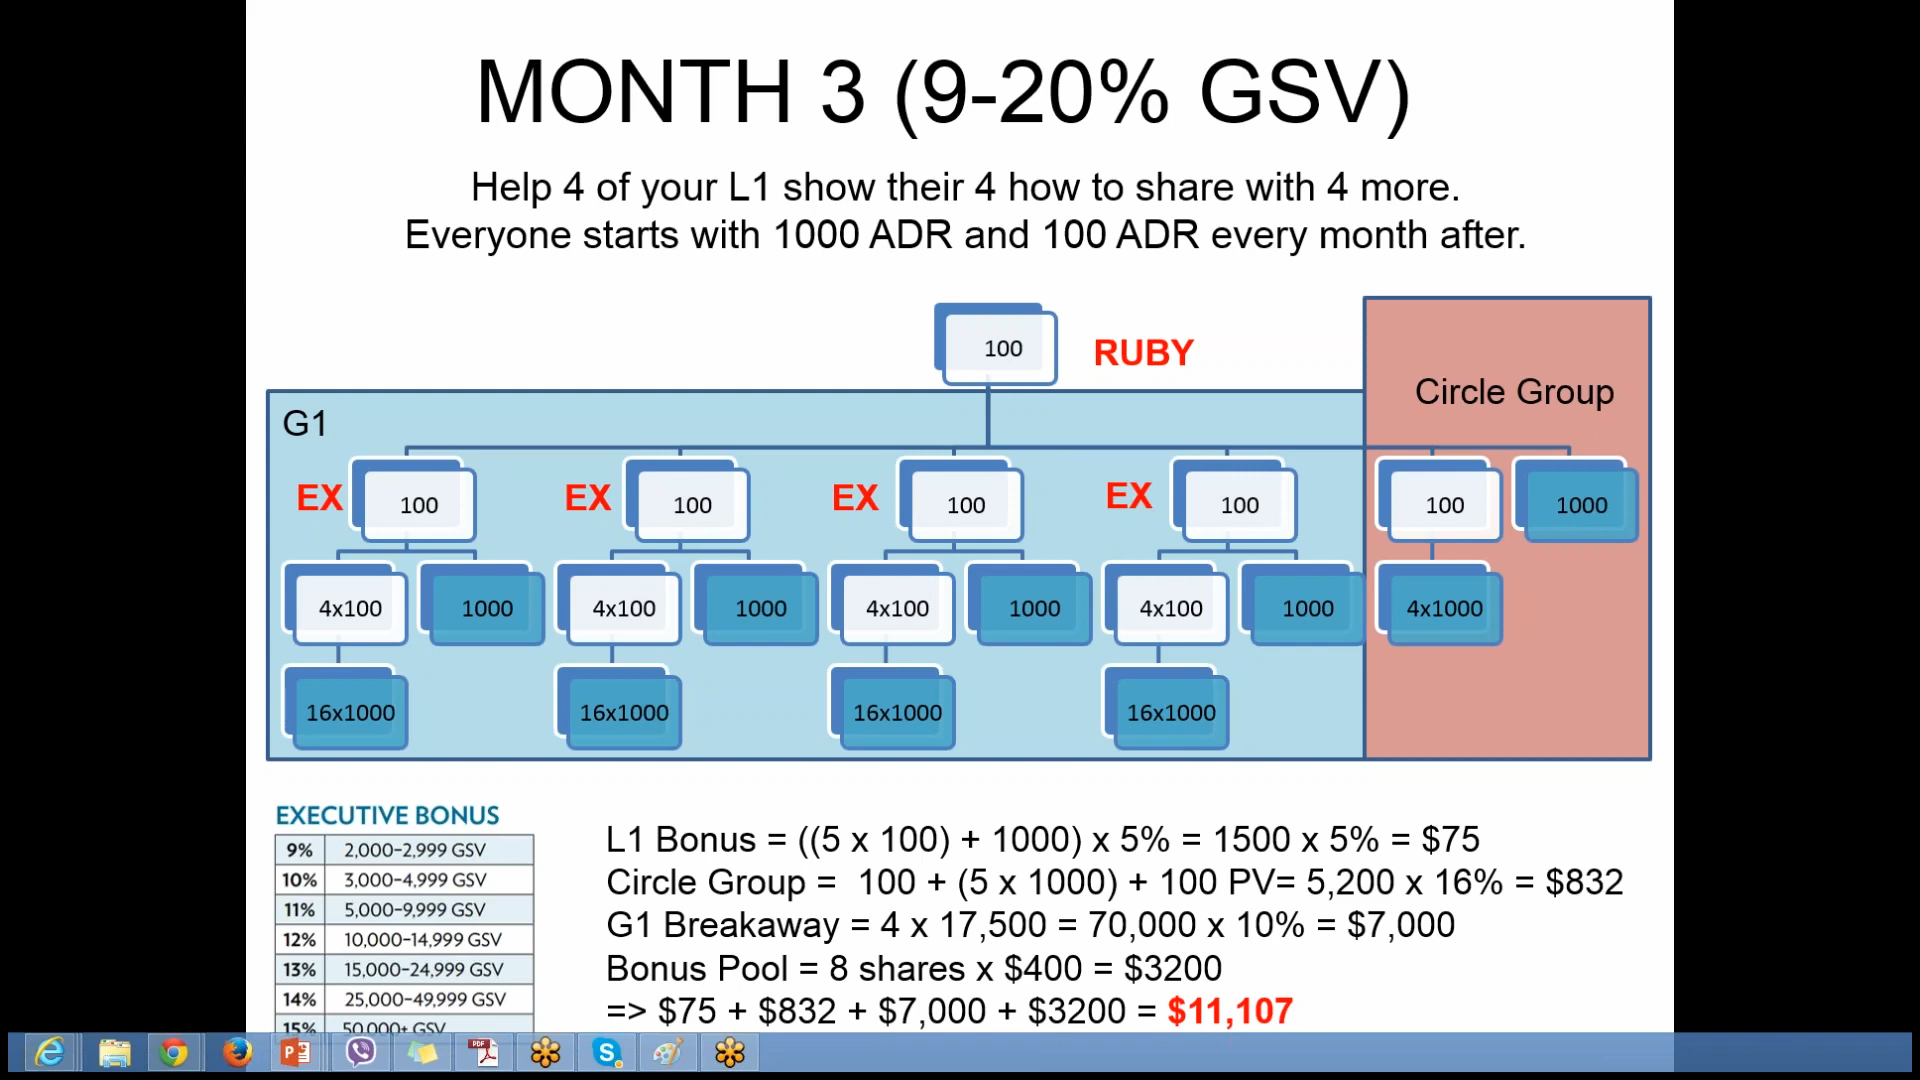 MONTH 3 (9-20% GSV)
Help 4 of your L1 show their 4 how to share with 4 more.
Everyone starts with 1000 ADR and 100 ADR every month after.
100
RUBY
Circle Group
G1
EX 100 EX 100 EX 100 EX 100 100 1000
4x100 1000 4x100 1000 4x100 1000 4x100 1000 4x1000
16x1000 16x1000 16x1000 16x1000
EXECUTIVE BONUS
9% 2,000-2,999 GSV
10% 3,000-4,999 GSV
11% 5,000-9,999 GSV
12% 10,000-14,999 GSV
13% 15,000-24,999 GSV
14% 25,000-49,999 GSV
15% 50,000+ GSV
L1 Bonus = ((5 x 100) + 1000) x 5% = 1500 x 5% = $75
Circle Group = 100 + (5 x 1000) + 100 PV= 5,200 x 16% = $832
G1 Breakaway = 4 x 17,500 = 70,000 x 10% = $7,000
Bonus Pool = 8 shares x $400 = $3200
=> $75 + $832 + $7,000 + $3200 = $11,107